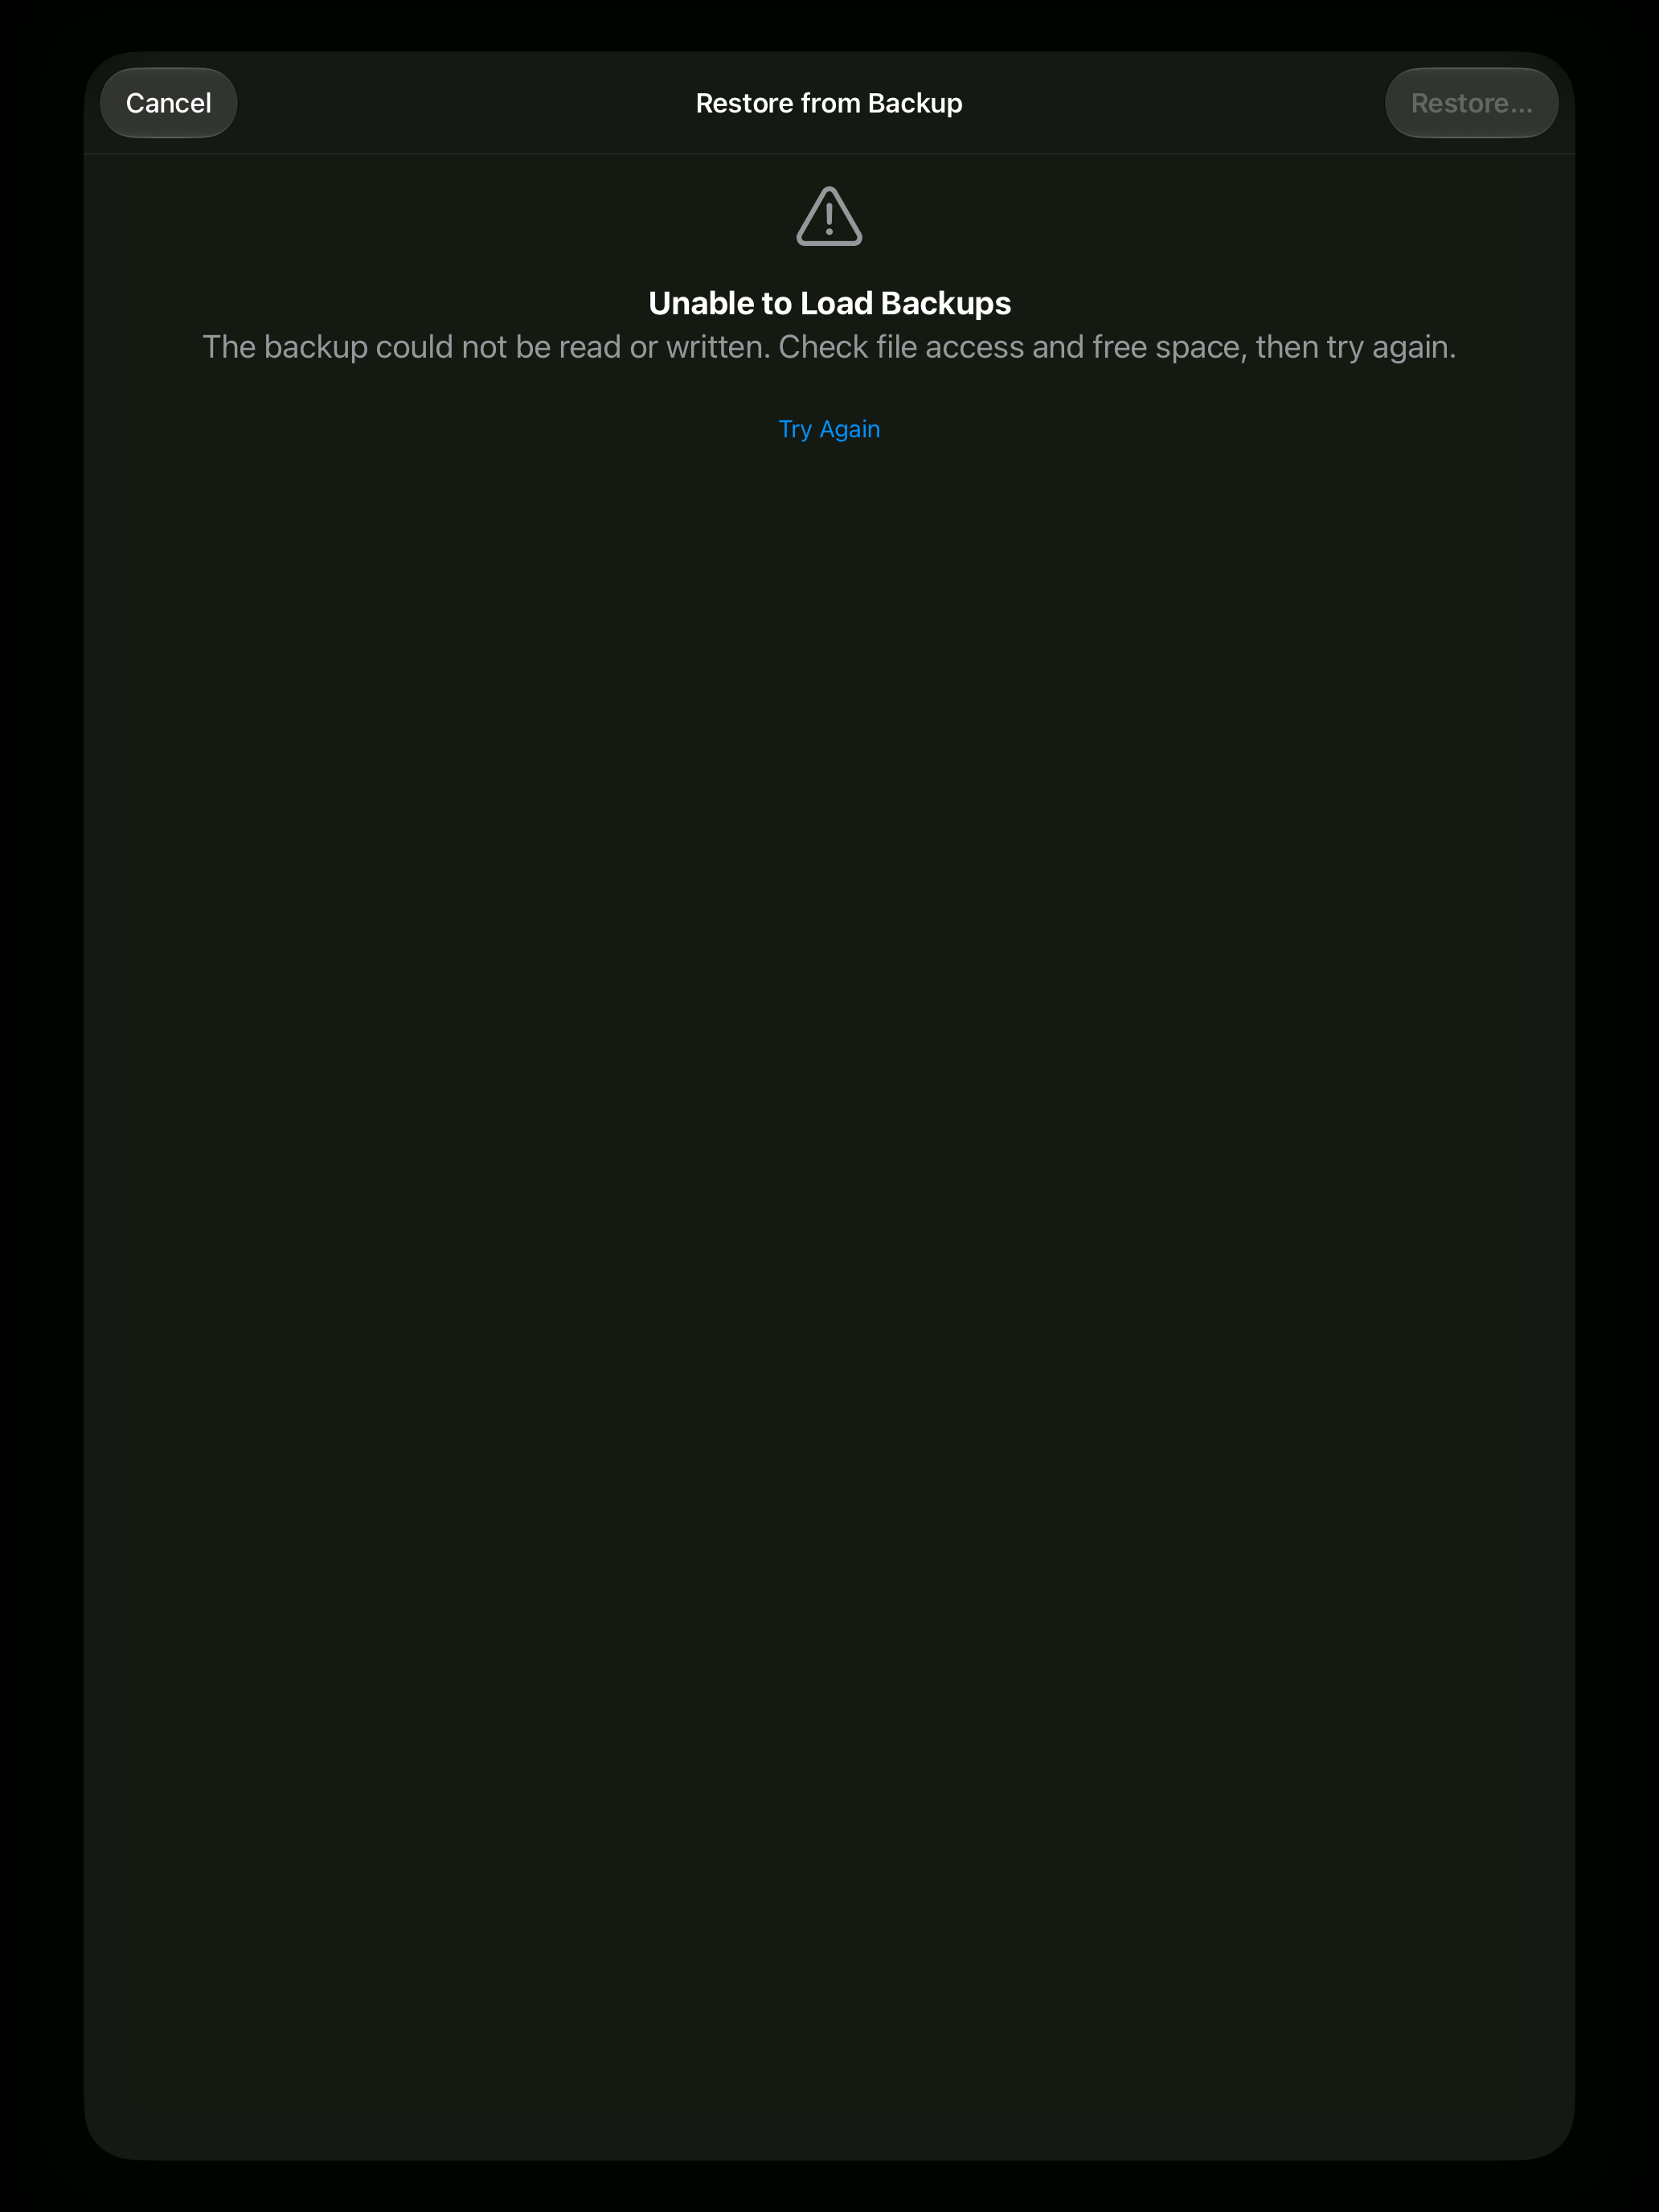 Cancel
Restore from Backup
Restore...
Unable to Load Backups
The backup could not be read or written. Check file access and free space, then try again.
Try Again